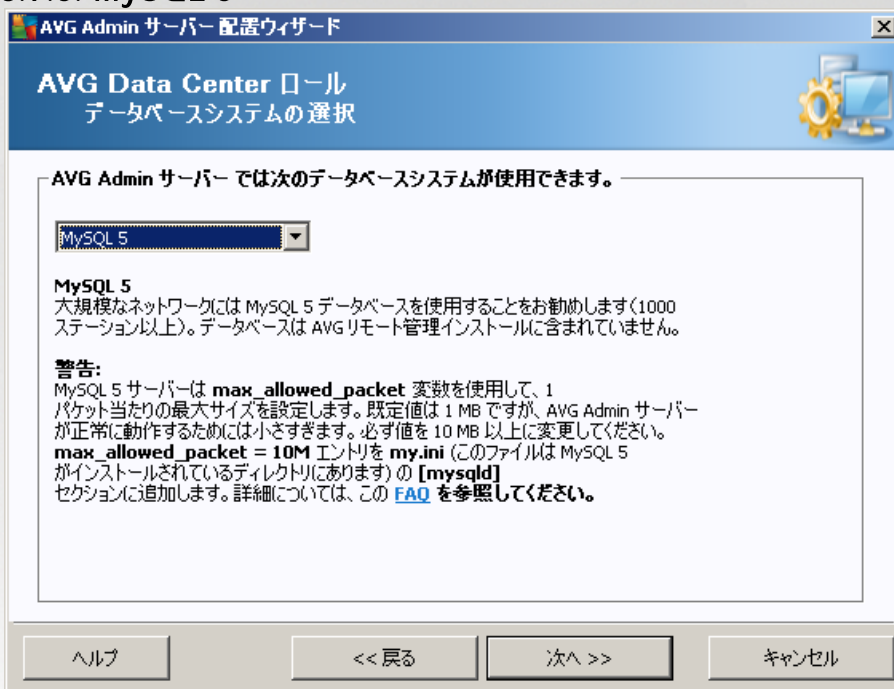 AVG Admin サーバー 配置ウィザード
AVG Data Center ロール
データベースシステムの選択
AVG Admin サーバー では次のデータベースシステムが使用できます。
MySQL 5
MySQL 5
大規模なネットワークには MySQL 5 データベースを使用することをお勧めします(1000
ステーション以上)。データベースは AVG リモート管理インストールに含まれていません。
警告:
MySQL 5 サーバーは max_allowed_packet 変数を使用して、1
パケット当たりの最大サイズを設定します。既定値は 1 MB ですが、AVG Admin サーバー
が正常に動作するためには小さすぎます。必ず値を 10 MB 以上に変更してください。
max_allowed_packet = 10M エントリを my.ini (このファイルは MySQL 5
がインストールされているディレクトリにあります) の [mysqld]
セクションに追加します。詳細については、この FAQ を参照してください。
ヘルプ
<< 戻る
次へ >>
キャンセル